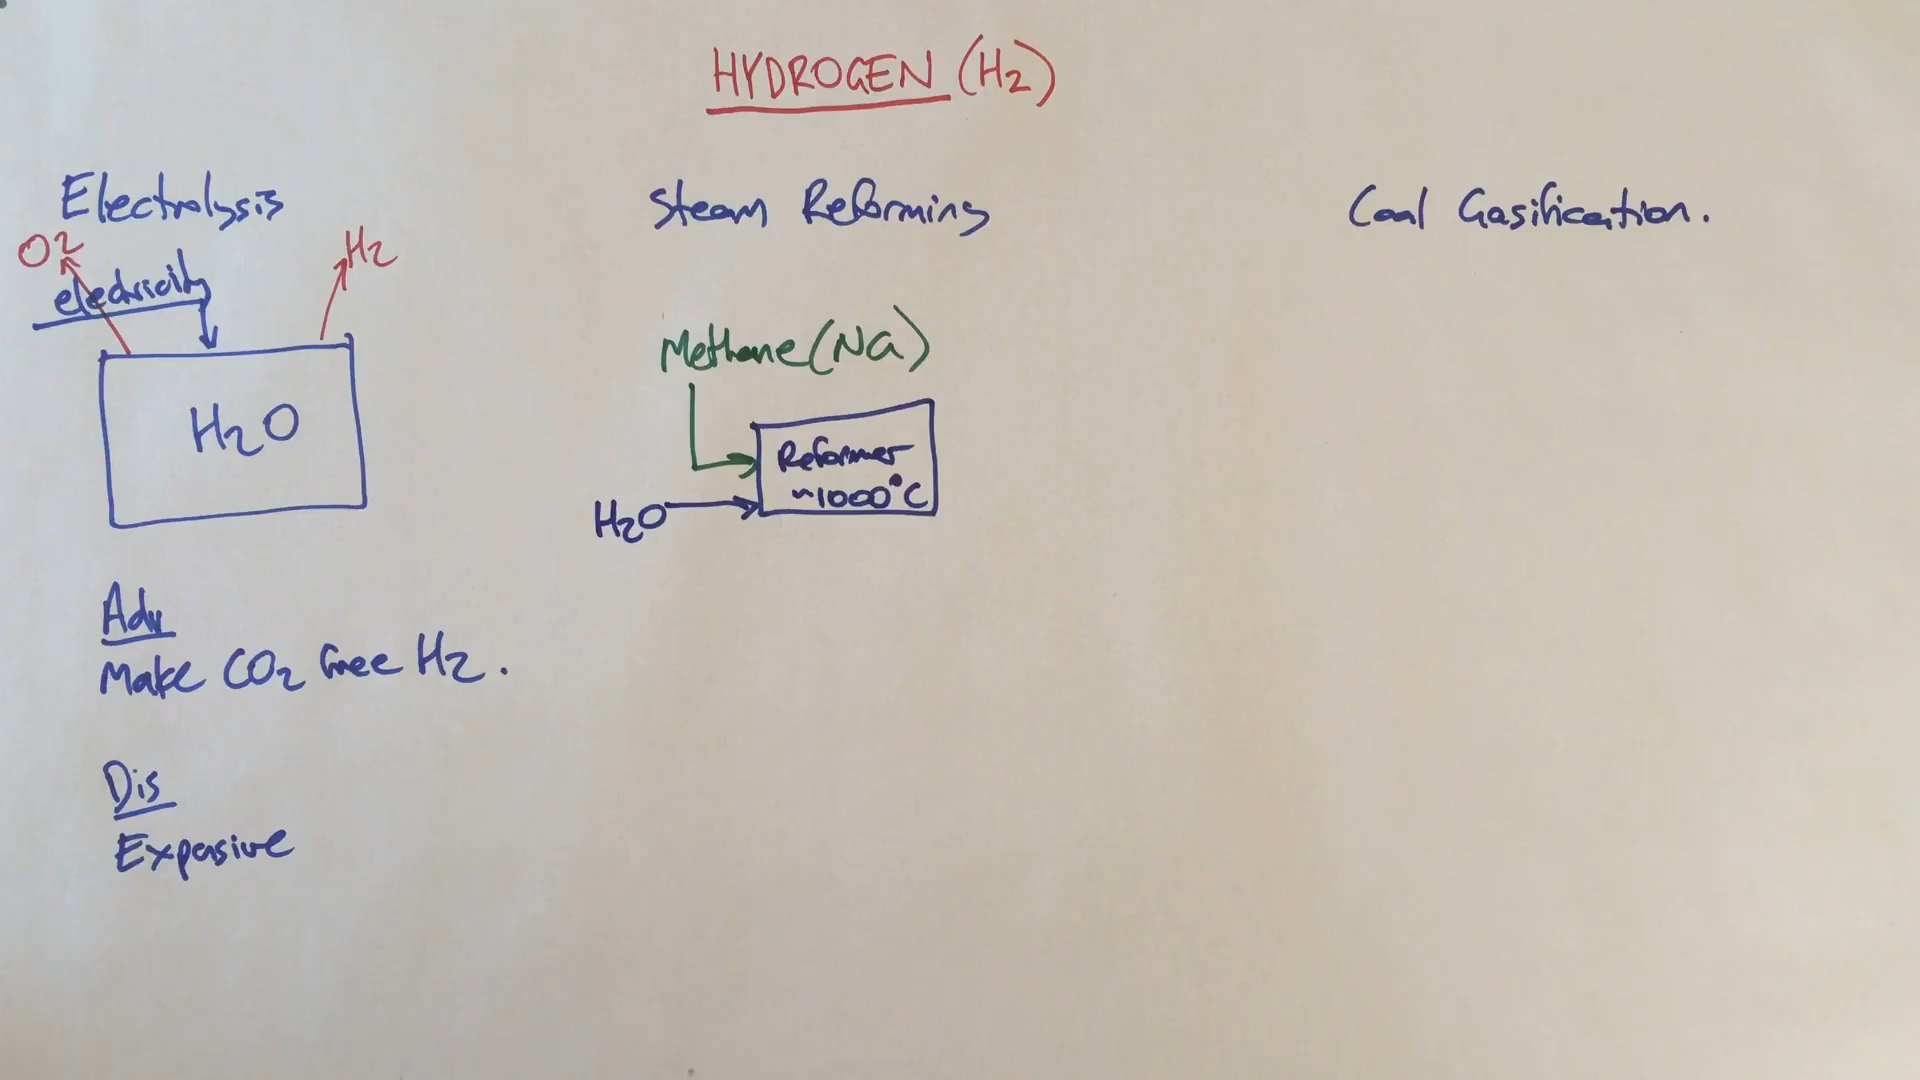 HYDROGEN (H2)
Electrolysis
O2
H2
electricity
H2O
Adv
Make CO2 free H2.
Dis
Expensive
Steam Reforming
Methane (NG)
Reformer
~1000°C
H2O
Coal Gasification.